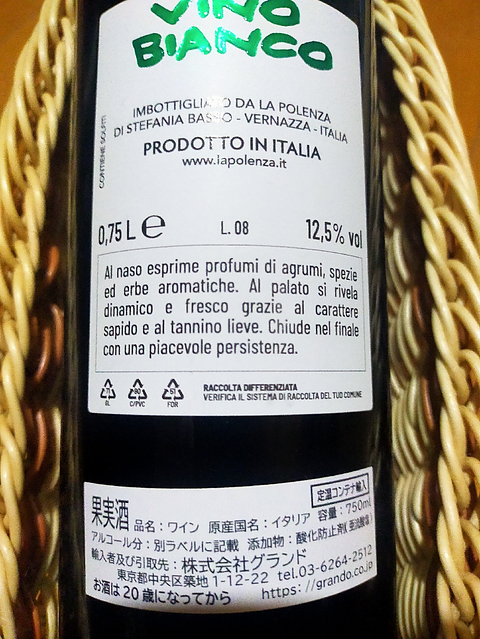 VINO
BIANCO
IMBOTTIGLIATO DA LA POLENZA
DI STEFANIA BASSO - VERNAZZA - ITALIA
PRODOTTO IN ITALIA
www.lapolenza.it
CONTIENE SOLFITI
0,75 L e L. 08 12,5% vol
Al naso esprime profumi di agrumi, spezie
ed erbe aromatiche. Al palato si rivela
dinamico e fresco grazie al carattere
sapido e al tannino lieve. Chiude nel finale
con una piacevole persistenza.
71 GL
90 C/PVC
51 FOR
RACCOLTA DIFFERENZIATA
VERIFICA IL SISTEMA DI RACCOLTA DEL TUO COMUNE
定温コンテナ輸入
果実酒 品名：ワイン 原産国名：イタリア 容量：750ml
アルコール分：別ラベルに記載 添加物：酸化防止剤(亜硫酸塩)
輸入者及び引取先：株式会社グランド
東京都中央区築地 1-12-22 tel.03-6264-2512
お酒は20歳になってから https://grando.co.jp